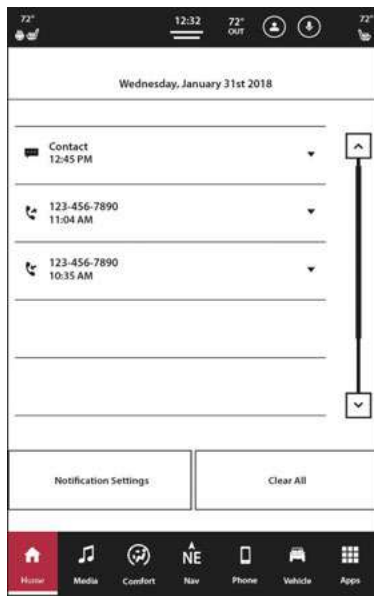 72°
12:32
72°
OUT
72°
Wednesday, January 31st 2018
Contact
12:45 PM
123-456-7890
11:04 AM
123-456-7890
10:35 AM
Notification Settings
Clear All
NE
Home
Media
Comfort
Nav
Phone
Vehicle
Apps